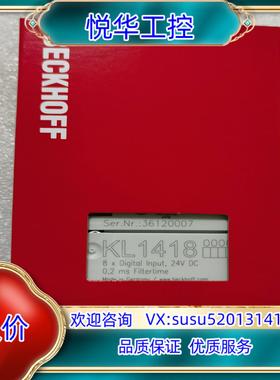 悦华工控
BECKHOFF
Ser.Nr.:36120007
KL1418
8 x Digital Input, 24V DC
0,2 ms Filtertime
价
欢迎咨询 VX:susu52013141
品质保证 优质服务